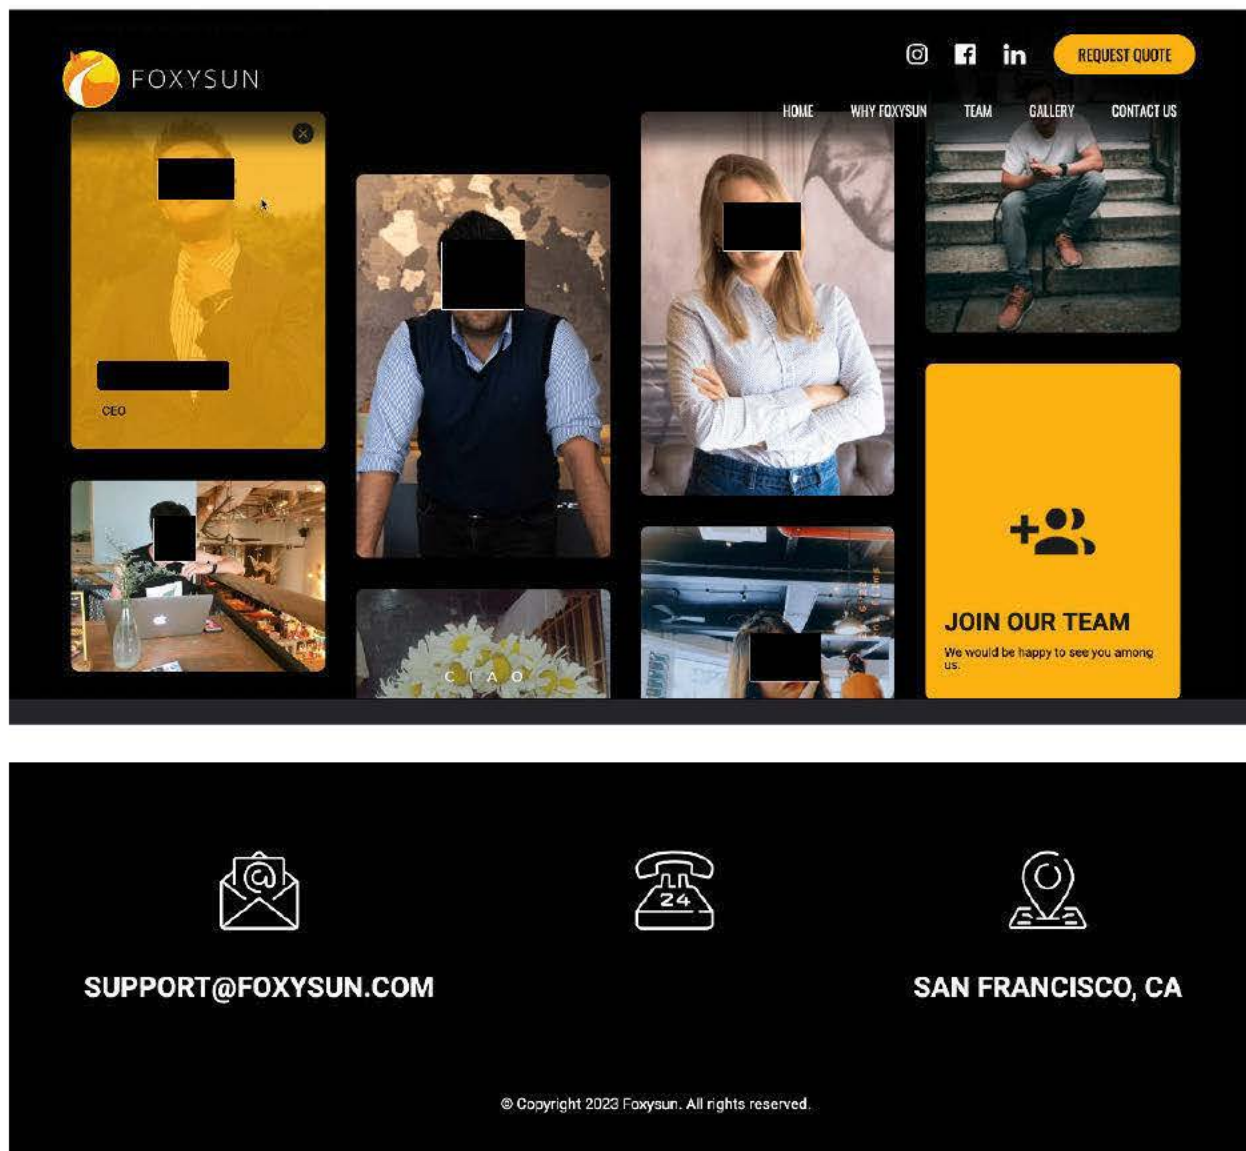 FOXYSUN
REQUEST QUOTE
HOME WHY FOXYSUN TEAM GALLERY CONTACT US
CEO
CIAO
JOIN OUR TEAM
We would be happy to see you among
us.
24
SUPPORT@FOXYSUN.COM
SAN FRANCISCO, CA
© Copyright 2023 Foxysun. All rights reserved.